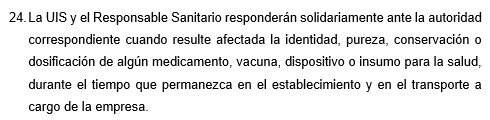 24. La UIS y el Responsable Sanitario responderán solidariamente ante la autoridad
correspondiente cuando resulte afectada la identidad, pureza, conservación o
dosificación de algún medicamento, vacuna, dispositivo o insumo para la salud,
durante el tiempo que permanezca en el establecimiento y en el transporte a
cargo de la empresa.